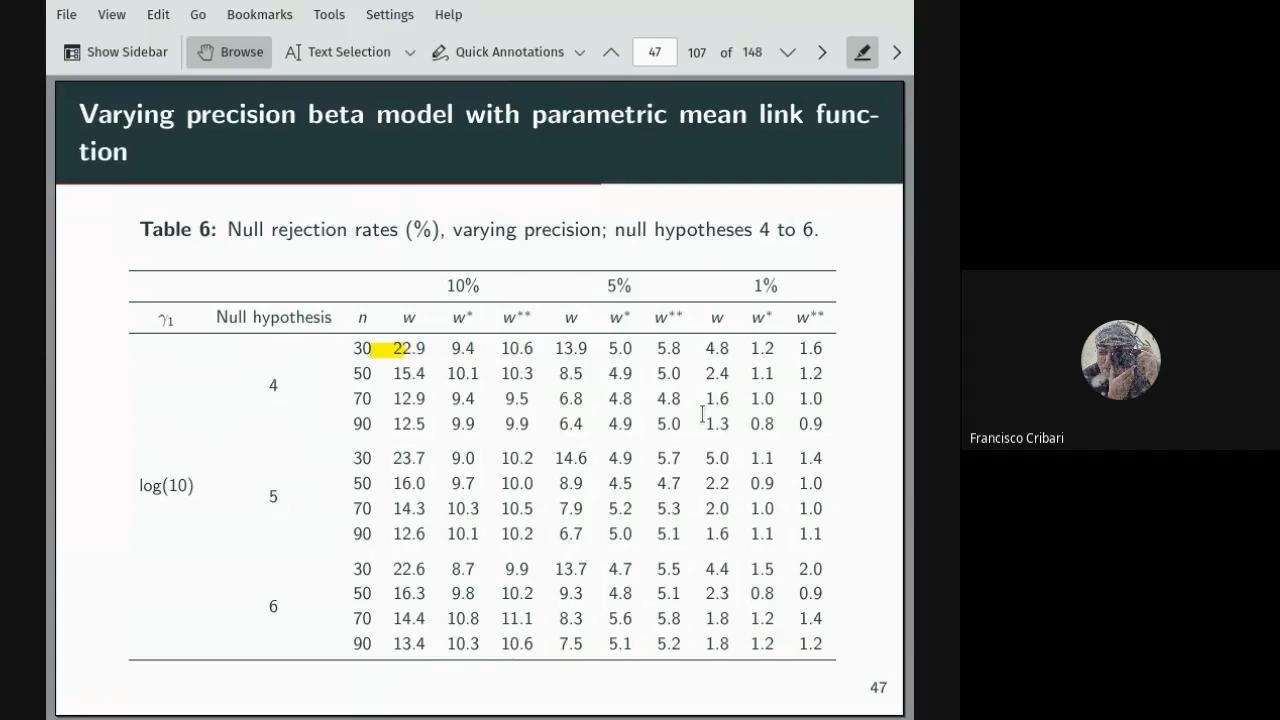 File View Edit Go Bookmarks Tools Settings Help
Show Sidebar Browse Text Selection Quick Annotations 47 107 of 148
Varying precision beta model with parametric mean link func-
tion
Table 6: Null rejection rates (%), varying precision; null hypotheses 4 to 6.
10% 5% 1%
γ1 Null hypothesis n w w* w** w w* w** w w* w**
30 22.9 9.4 10.6 13.9 5.0 5.8 4.8 1.2 1.6
50 15.4 10.1 10.3 8.5 4.9 5.0 2.4 1.1 1.2
4
70 12.9 9.4 9.5 6.8 4.8 4.8 1.6 1.0 1.0
90 12.5 9.9 9.9 6.4 4.9 5.0 1.3 0.8 0.9
30 23.7 9.0 10.2 14.6 4.9 5.7 5.0 1.1 1.4
50 16.0 9.7 10.0 8.9 4.5 4.7 2.2 0.9 1.0
log(10) 5
70 14.3 10.3 10.5 7.9 5.2 5.3 2.0 1.0 1.0
90 12.6 10.1 10.2 6.7 5.0 5.1 1.6 1.1 1.1
30 22.6 8.7 9.9 13.7 4.7 5.5 4.4 1.5 2.0
50 16.3 9.8 10.2 9.3 4.8 5.1 2.3 0.8 0.9
6
70 14.4 10.8 11.1 8.3 5.6 5.8 1.8 1.2 1.4
90 13.4 10.3 10.6 7.5 5.1 5.2 1.8 1.2 1.2
47
Francisco Cribari